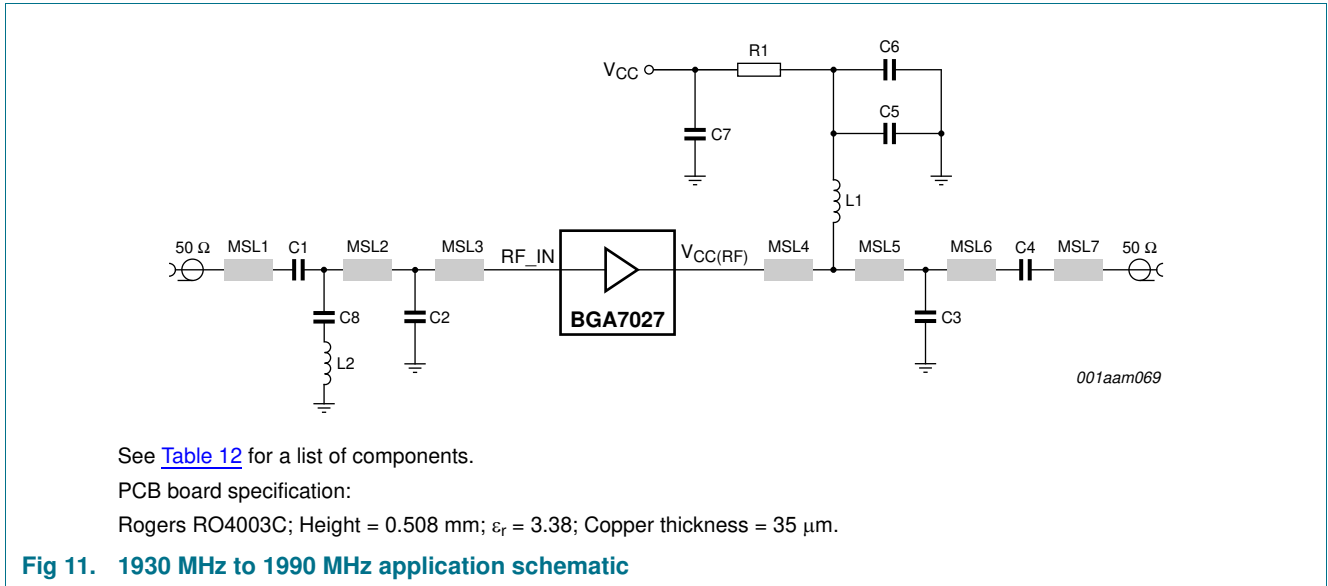 C6
R1
VCC
C5
C7
L1
50 Ω MSL1 C1 MSL2 MSL3 RF_IN VCC(RF) MSL4 MSL5 MSL6 C4 MSL7 50 Ω
BGA7027
C8 C2 C3
L2
001aam069
See Table 12 for a list of components.
PCB board specification:
Rogers RO4003C; Height = 0.508 mm; εr = 3.38; Copper thickness = 35 μm.
Fig 11. 1930 MHz to 1990 MHz application schematic